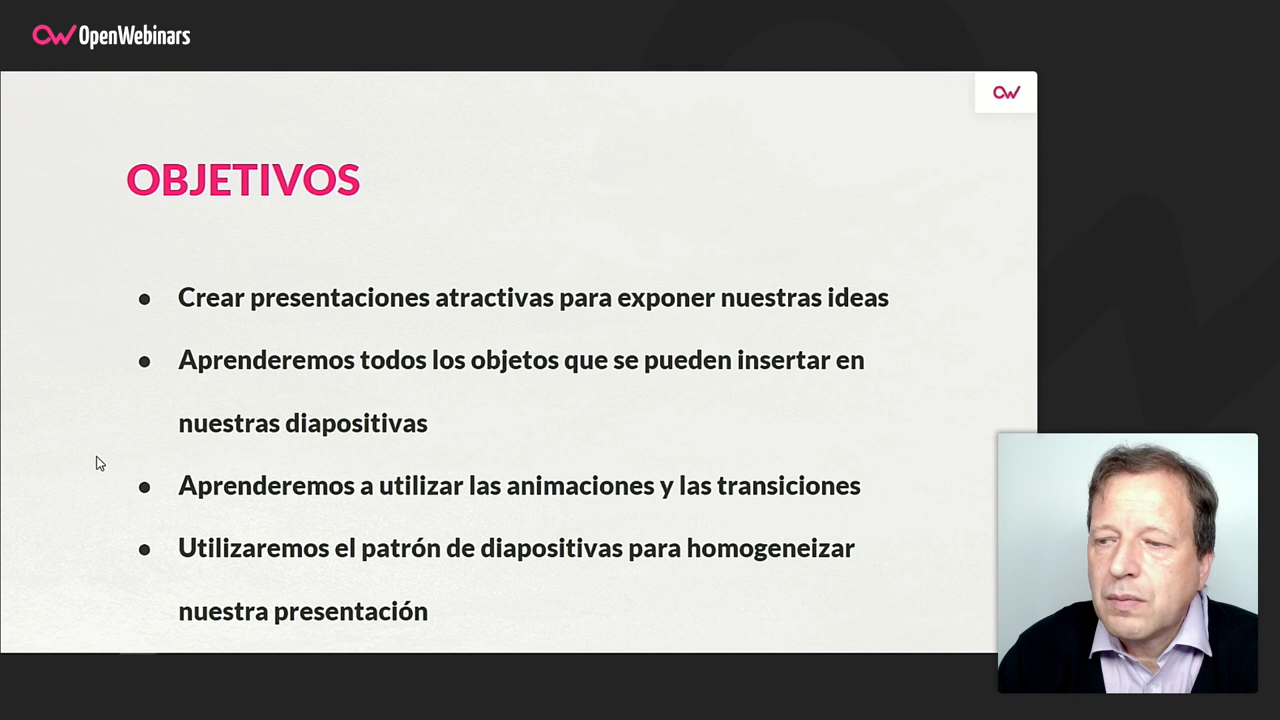 OpenWebinars
OBJETIVOS
● Crear presentaciones atractivas para exponer nuestras ideas
● Aprenderemos todos los objetos que se pueden insertar en
nuestras diapositivas
● Aprenderemos a utilizar las animaciones y las transiciones
● Utilizaremos el patrón de diapositivas para homogeneizar
nuestra presentación